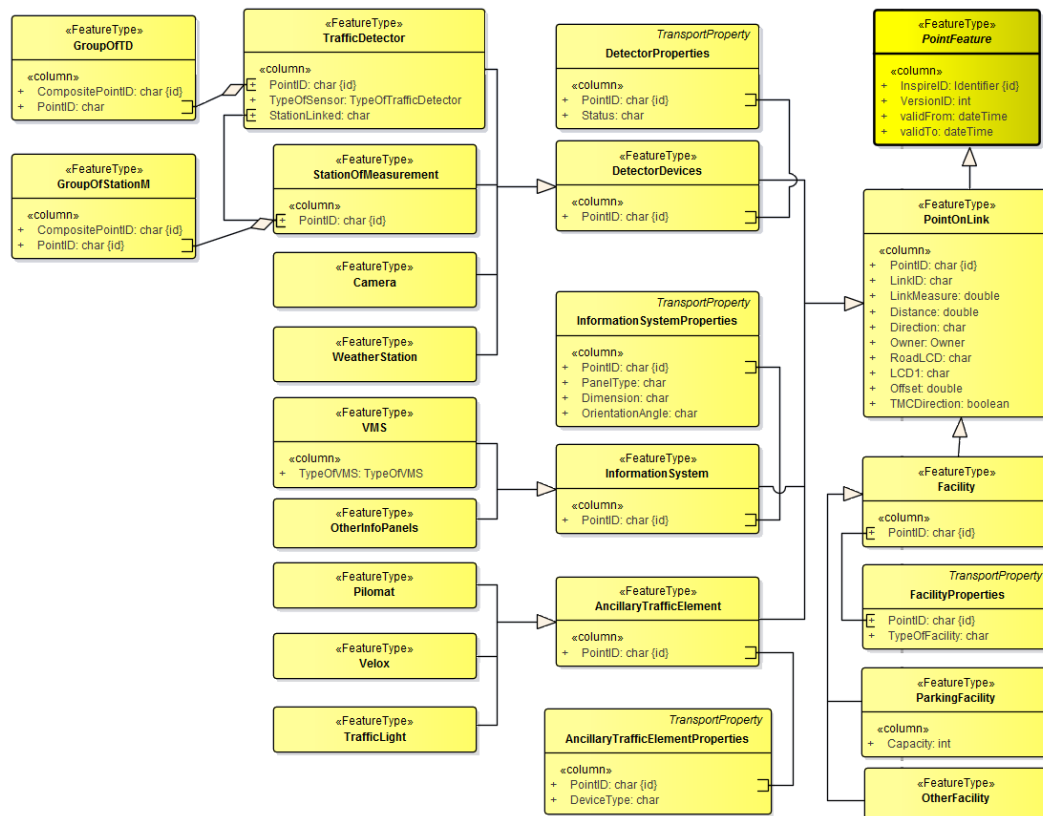 «FeatureType»
GroupOfTD
«column»
+ CompositePointID: char {id}
+ PointID: char
«FeatureType»
TrafficDetector
«column»
+ PointID: char {id}
+ TypeOfSensor: TypeOfTrafficDetector
+ StationLinked: char
TransportProperty
DetectorProperties
«column»
+ PointID: char {id}
+ Status: char
«FeatureType»
PointFeature
«column»
+ InspireID: Identifier {id}
+ VersionID: int
+ validFrom: dateTime
+ validTo: dateTime
«FeatureType»
GroupOfStationM
«column»
+ CompositePointID: char {id}
+ PointID: char {id}
«FeatureType»
StationOfMeasurement
«column»
+ PointID: char {id}
«FeatureType»
DetectorDevices
«column»
+ PointID: char {id}
«FeatureType»
PointOnLink
«column»
+ PointID: char {id}
+ LinkID: char
+ LinkMeasure: double
+ Distance: double
+ Direction: char
+ Owner: Owner
+ RoadLCD: char
+ LCD1: char
+ Offset: double
+ TMCDirection: boolean
«FeatureType»
Camera
«FeatureType»
WeatherStation
TransportProperty
InformationSystemProperties
«column»
+ PointID: char {id}
+ PanelType: char
+ Dimension: char
+ OrientationAngle: char
«FeatureType»
VMS
«column»
+ TypeOfVMS: TypeOfVMS
«FeatureType»
OtherInfoPanels
«FeatureType»
InformationSystem
«column»
+ PointID: char {id}
«FeatureType»
Facility
«column»
+ PointID: char {id}
«FeatureType»
Pilomat
«FeatureType»
Velox
«FeatureType»
TrafficLight
«FeatureType»
AncillaryTrafficElement
«column»
+ PointID: char {id}
TransportProperty
FacilityProperties
«column»
+ PointID: char {id}
+ TypeOfFacility: char
TransportProperty
AncillaryTrafficElementProperties
«column»
+ PointID: char {id}
+ DeviceType: char
«FeatureType»
ParkingFacility
«column»
+ Capacity: int
«FeatureType»
OtherFacility